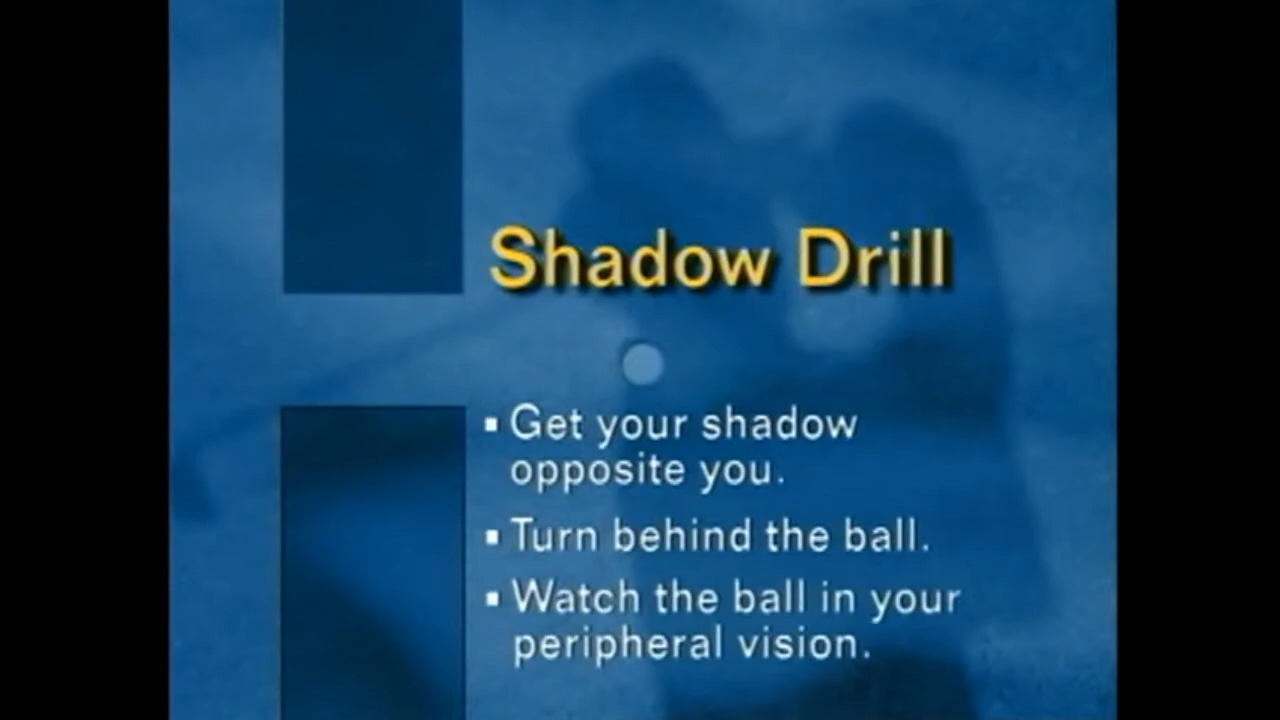 Shadow Drill
▪ Get your shadow
opposite you.
▪ Turn behind the ball.
▪ Watch the ball in your
peripheral vision.